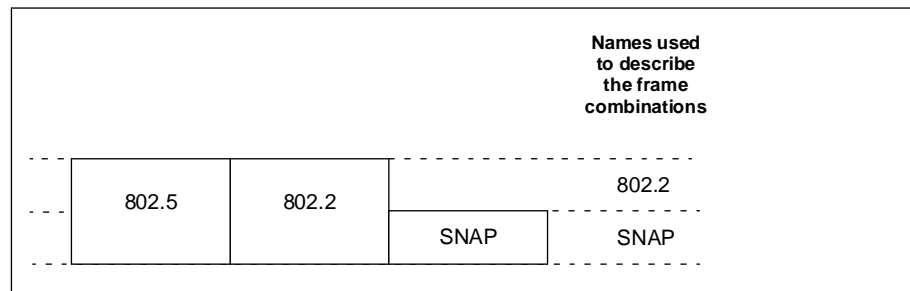 Names used
to describe
the frame
combinations
802.5
802.2
802.2
SNAP
SNAP